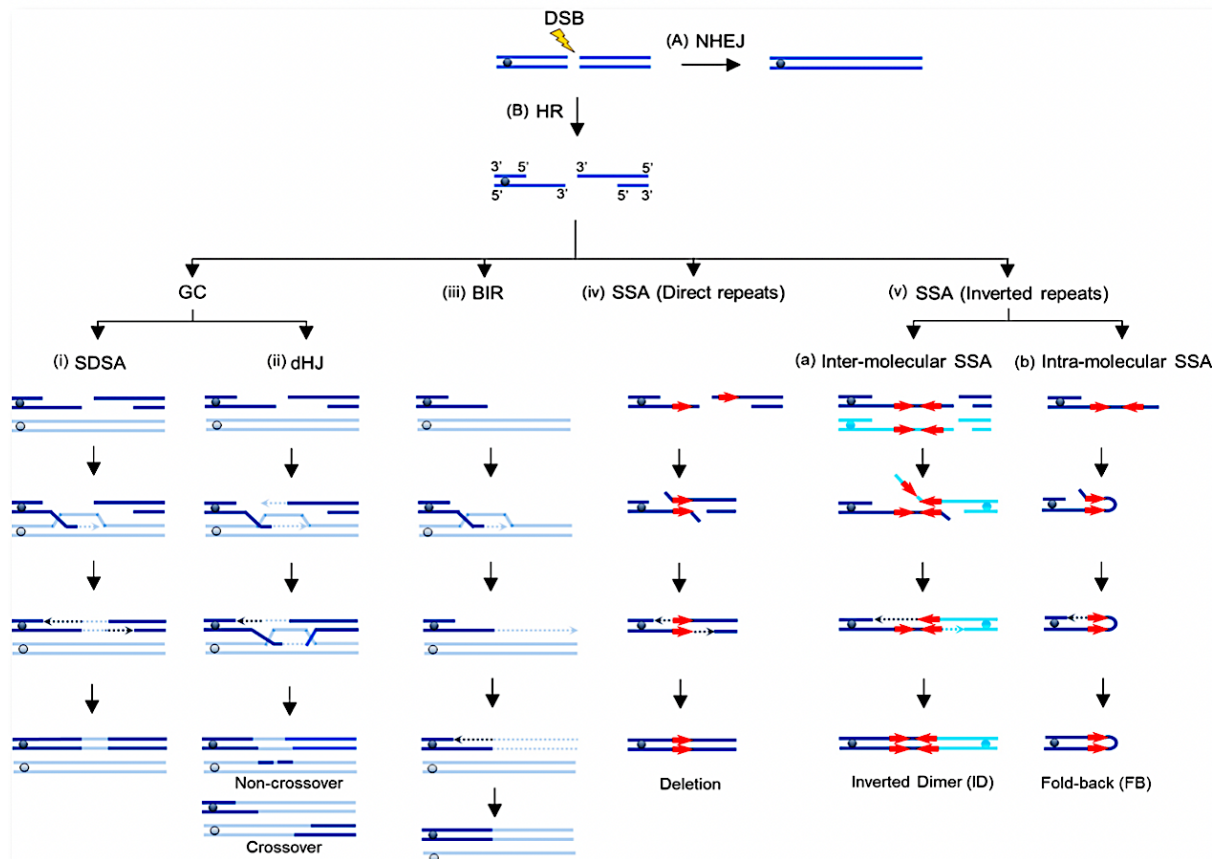 DSB
(A) NHEJ
(B) HR
3’ 5’ 3’ 5’
5’ 3’ 5’ 3’
GC
(iii) BIR
(iv) SSA (Direct repeats)
(v) SSA (Inverted repeats)
(i) SDSA
(ii) dHJ
(a) Inter-molecular SSA
(b) Intra-molecular SSA
Non-crossover
Crossover
Deletion
Inverted Dimer (ID)
Fold-back (FB)